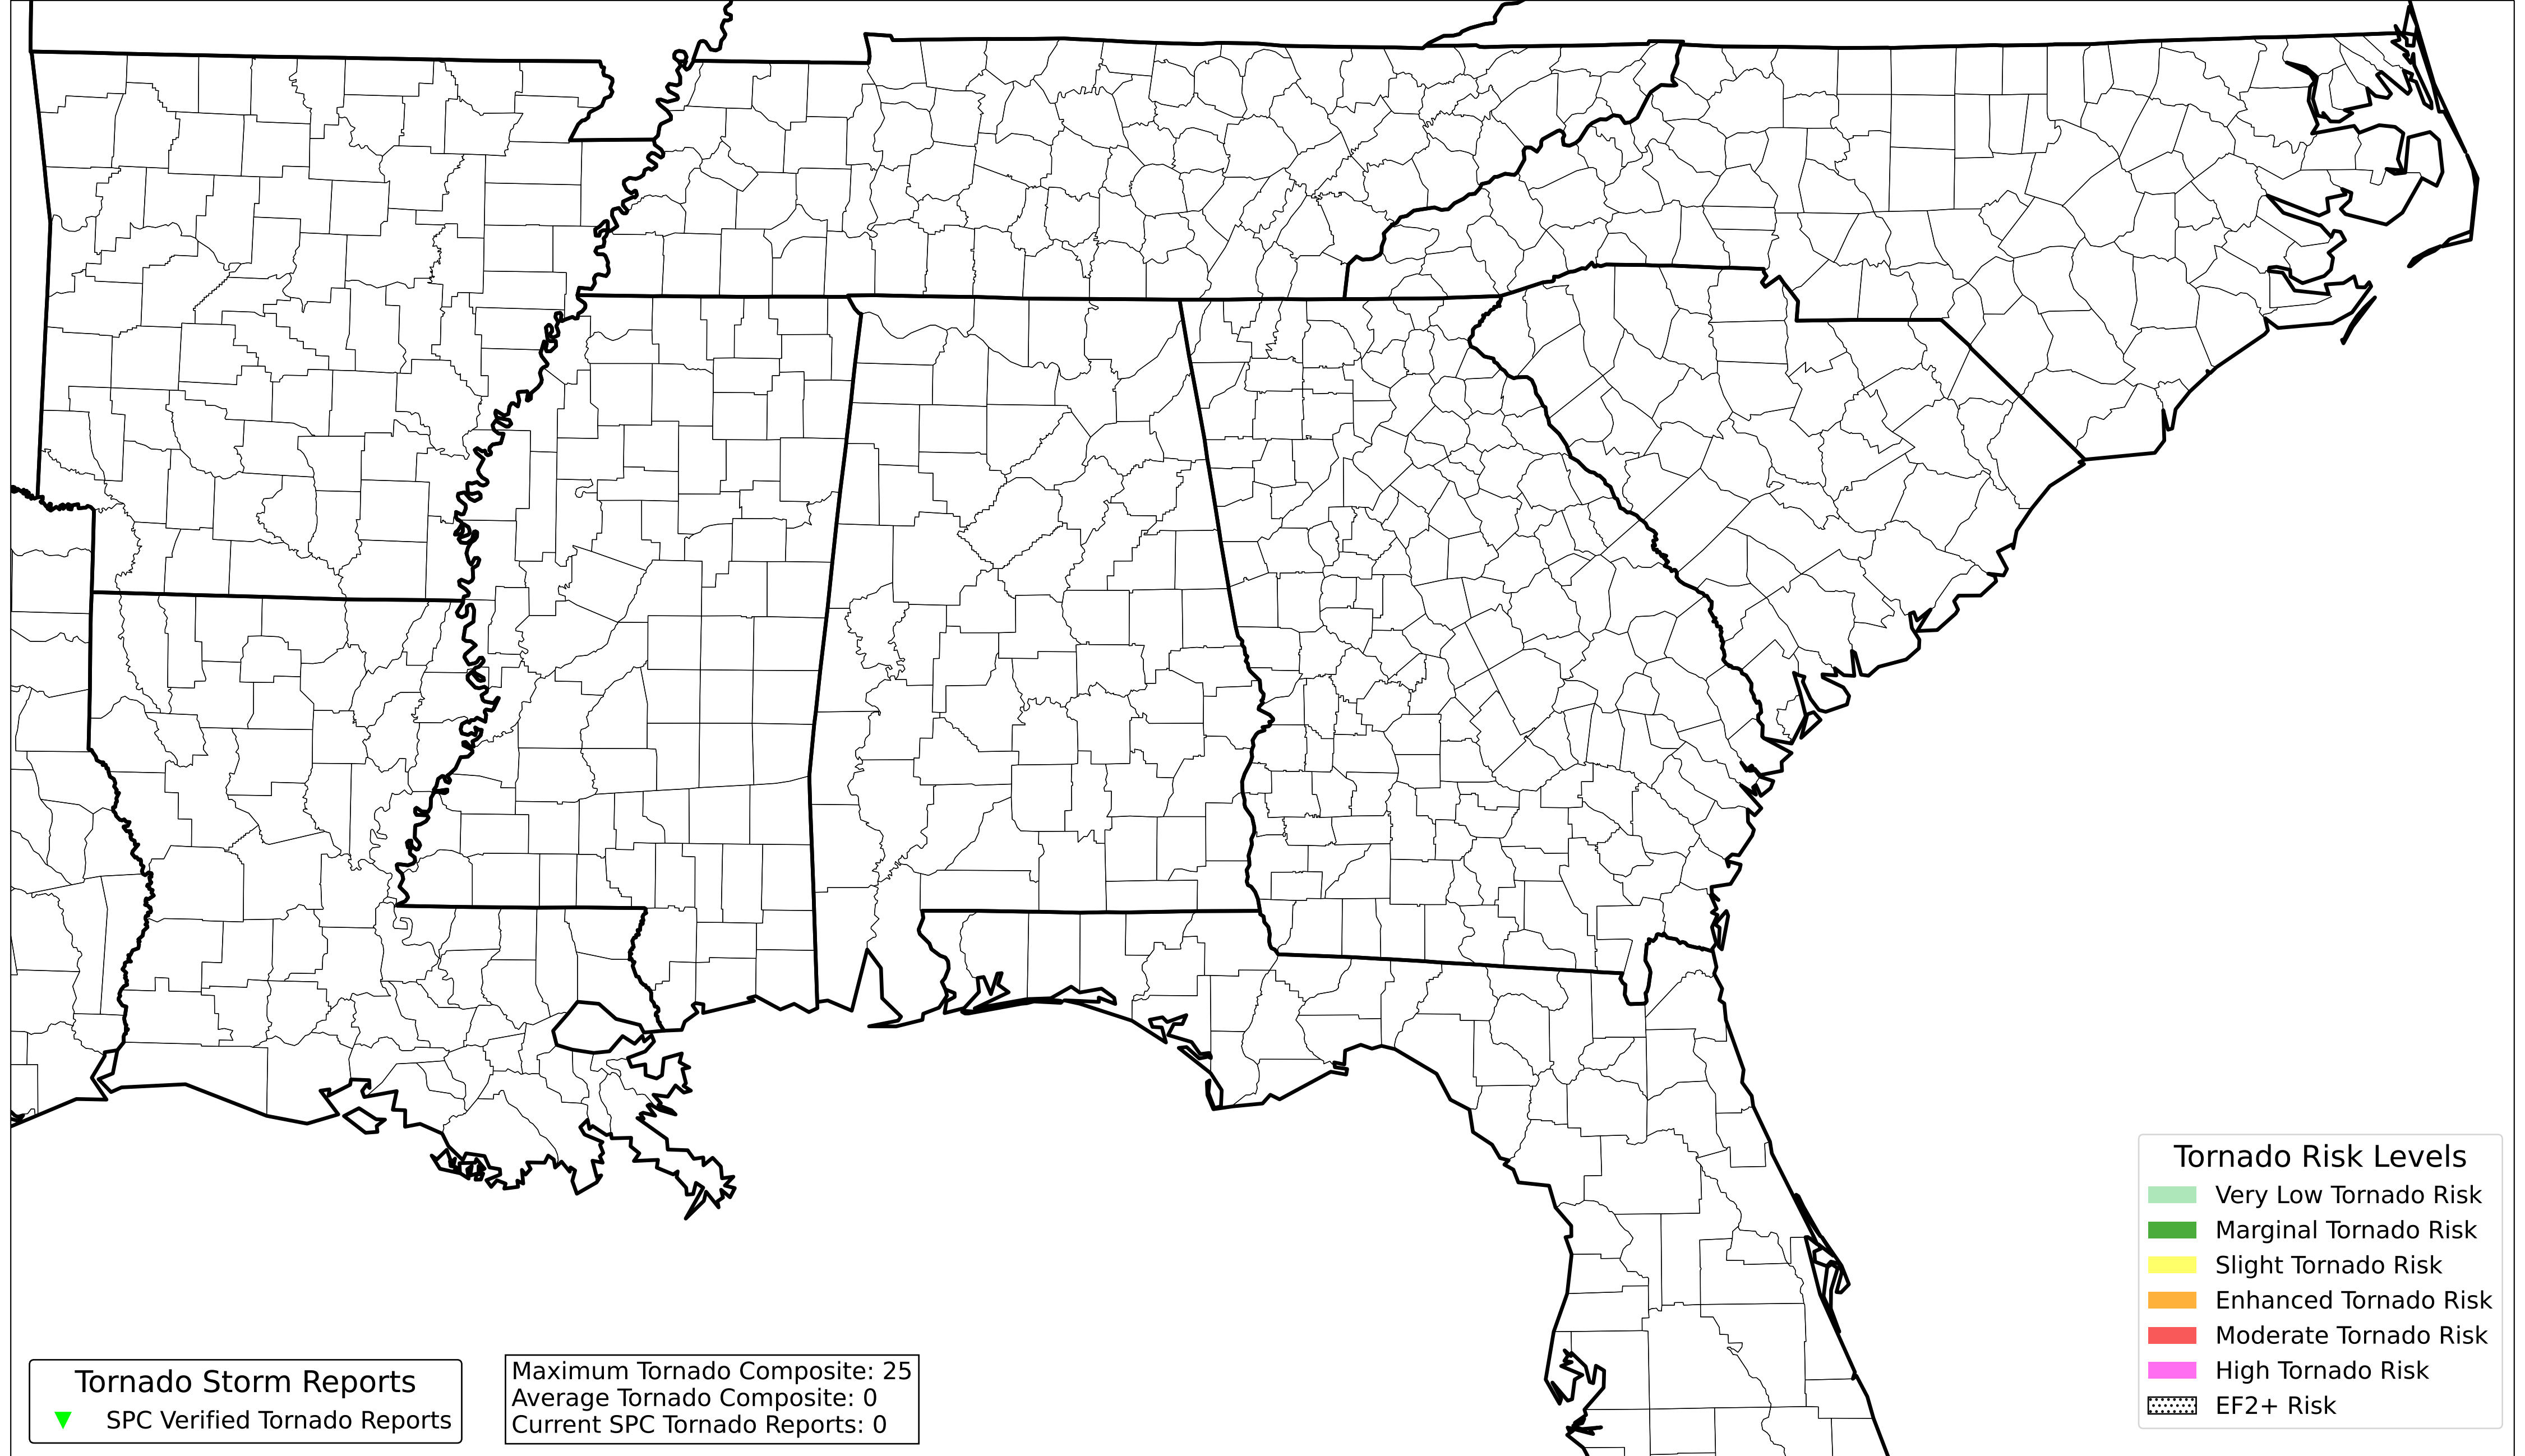 Tornado Storm Reports
SPC Verified Tornado Reports
Maximum Tornado Composite: 25
Average Tornado Composite: 0
Current SPC Tornado Reports: 0
Tornado Risk Levels
Very Low Tornado Risk
Marginal Tornado Risk
Slight Tornado Risk
Enhanced Tornado Risk
Moderate Tornado Risk
High Tornado Risk
EF2+ Risk